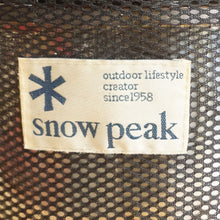 outdoor lifestyle
creator
since1958
snow peak